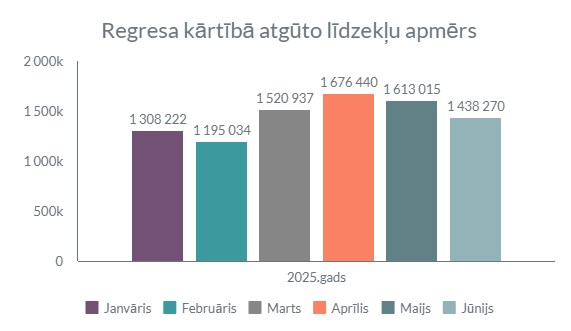 Regresa kārtībā atgūto līdzekļu apmērs
2 000k
1 500k
1 000k
500k
0
1 308 222
1 195 034
1 520 937
1 676 440
1 613 015
1 438 270
2025.gads
Janvāris Februāris Marts Aprīlis Maijs Jūnijs